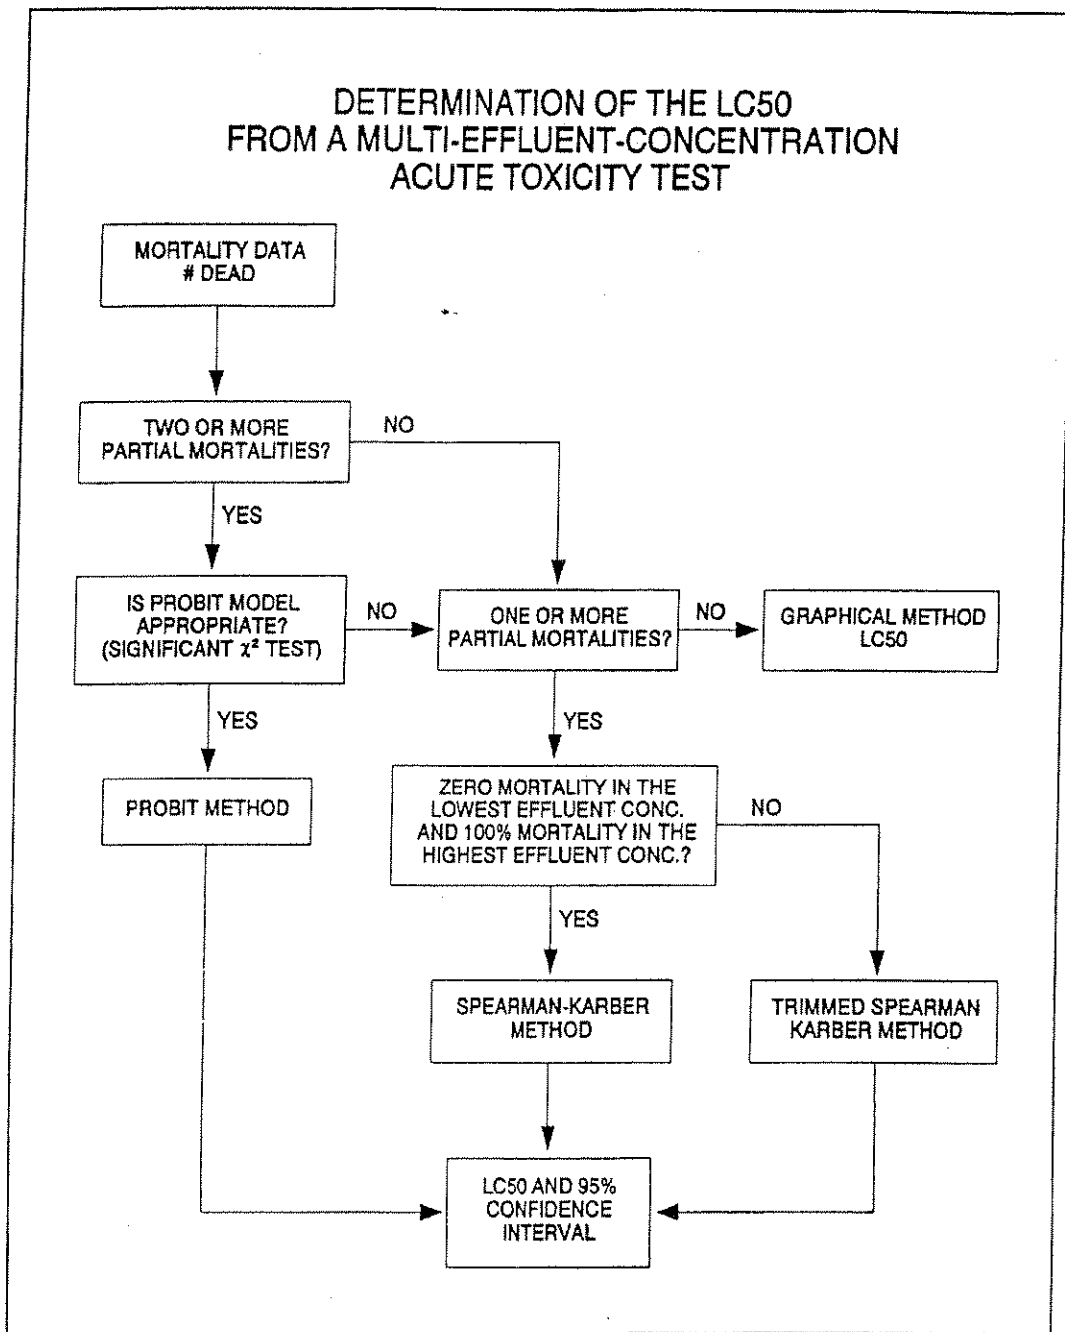 DETERMINATION OF THE LC50
FROM A MULTI-EFFLUENT-CONCENTRATION
ACUTE TOXICITY TEST
MORTALITY DATA
# DEAD
TWO OR MORE
PARTIAL MORTALITIES?
NO
YES
IS PROBIT MODEL
APPROPRIATE?
(SIGNIFICANT χ² TEST)
NO
ONE OR MORE
PARTIAL MORTALITIES?
NO
GRAPHICAL METHOD
LC50
YES
YES
PROBIT METHOD
ZERO MORTALITY IN THE
LOWEST EFFLUENT CONC.
AND 100% MORTALITY IN THE
HIGHEST EFFLUENT CONC.?
NO
YES
SPEARMAN-KARBER
METHOD
TRIMMED SPEARMAN
KARBER METHOD
LC50 AND 95%
CONFIDENCE
INTERVAL